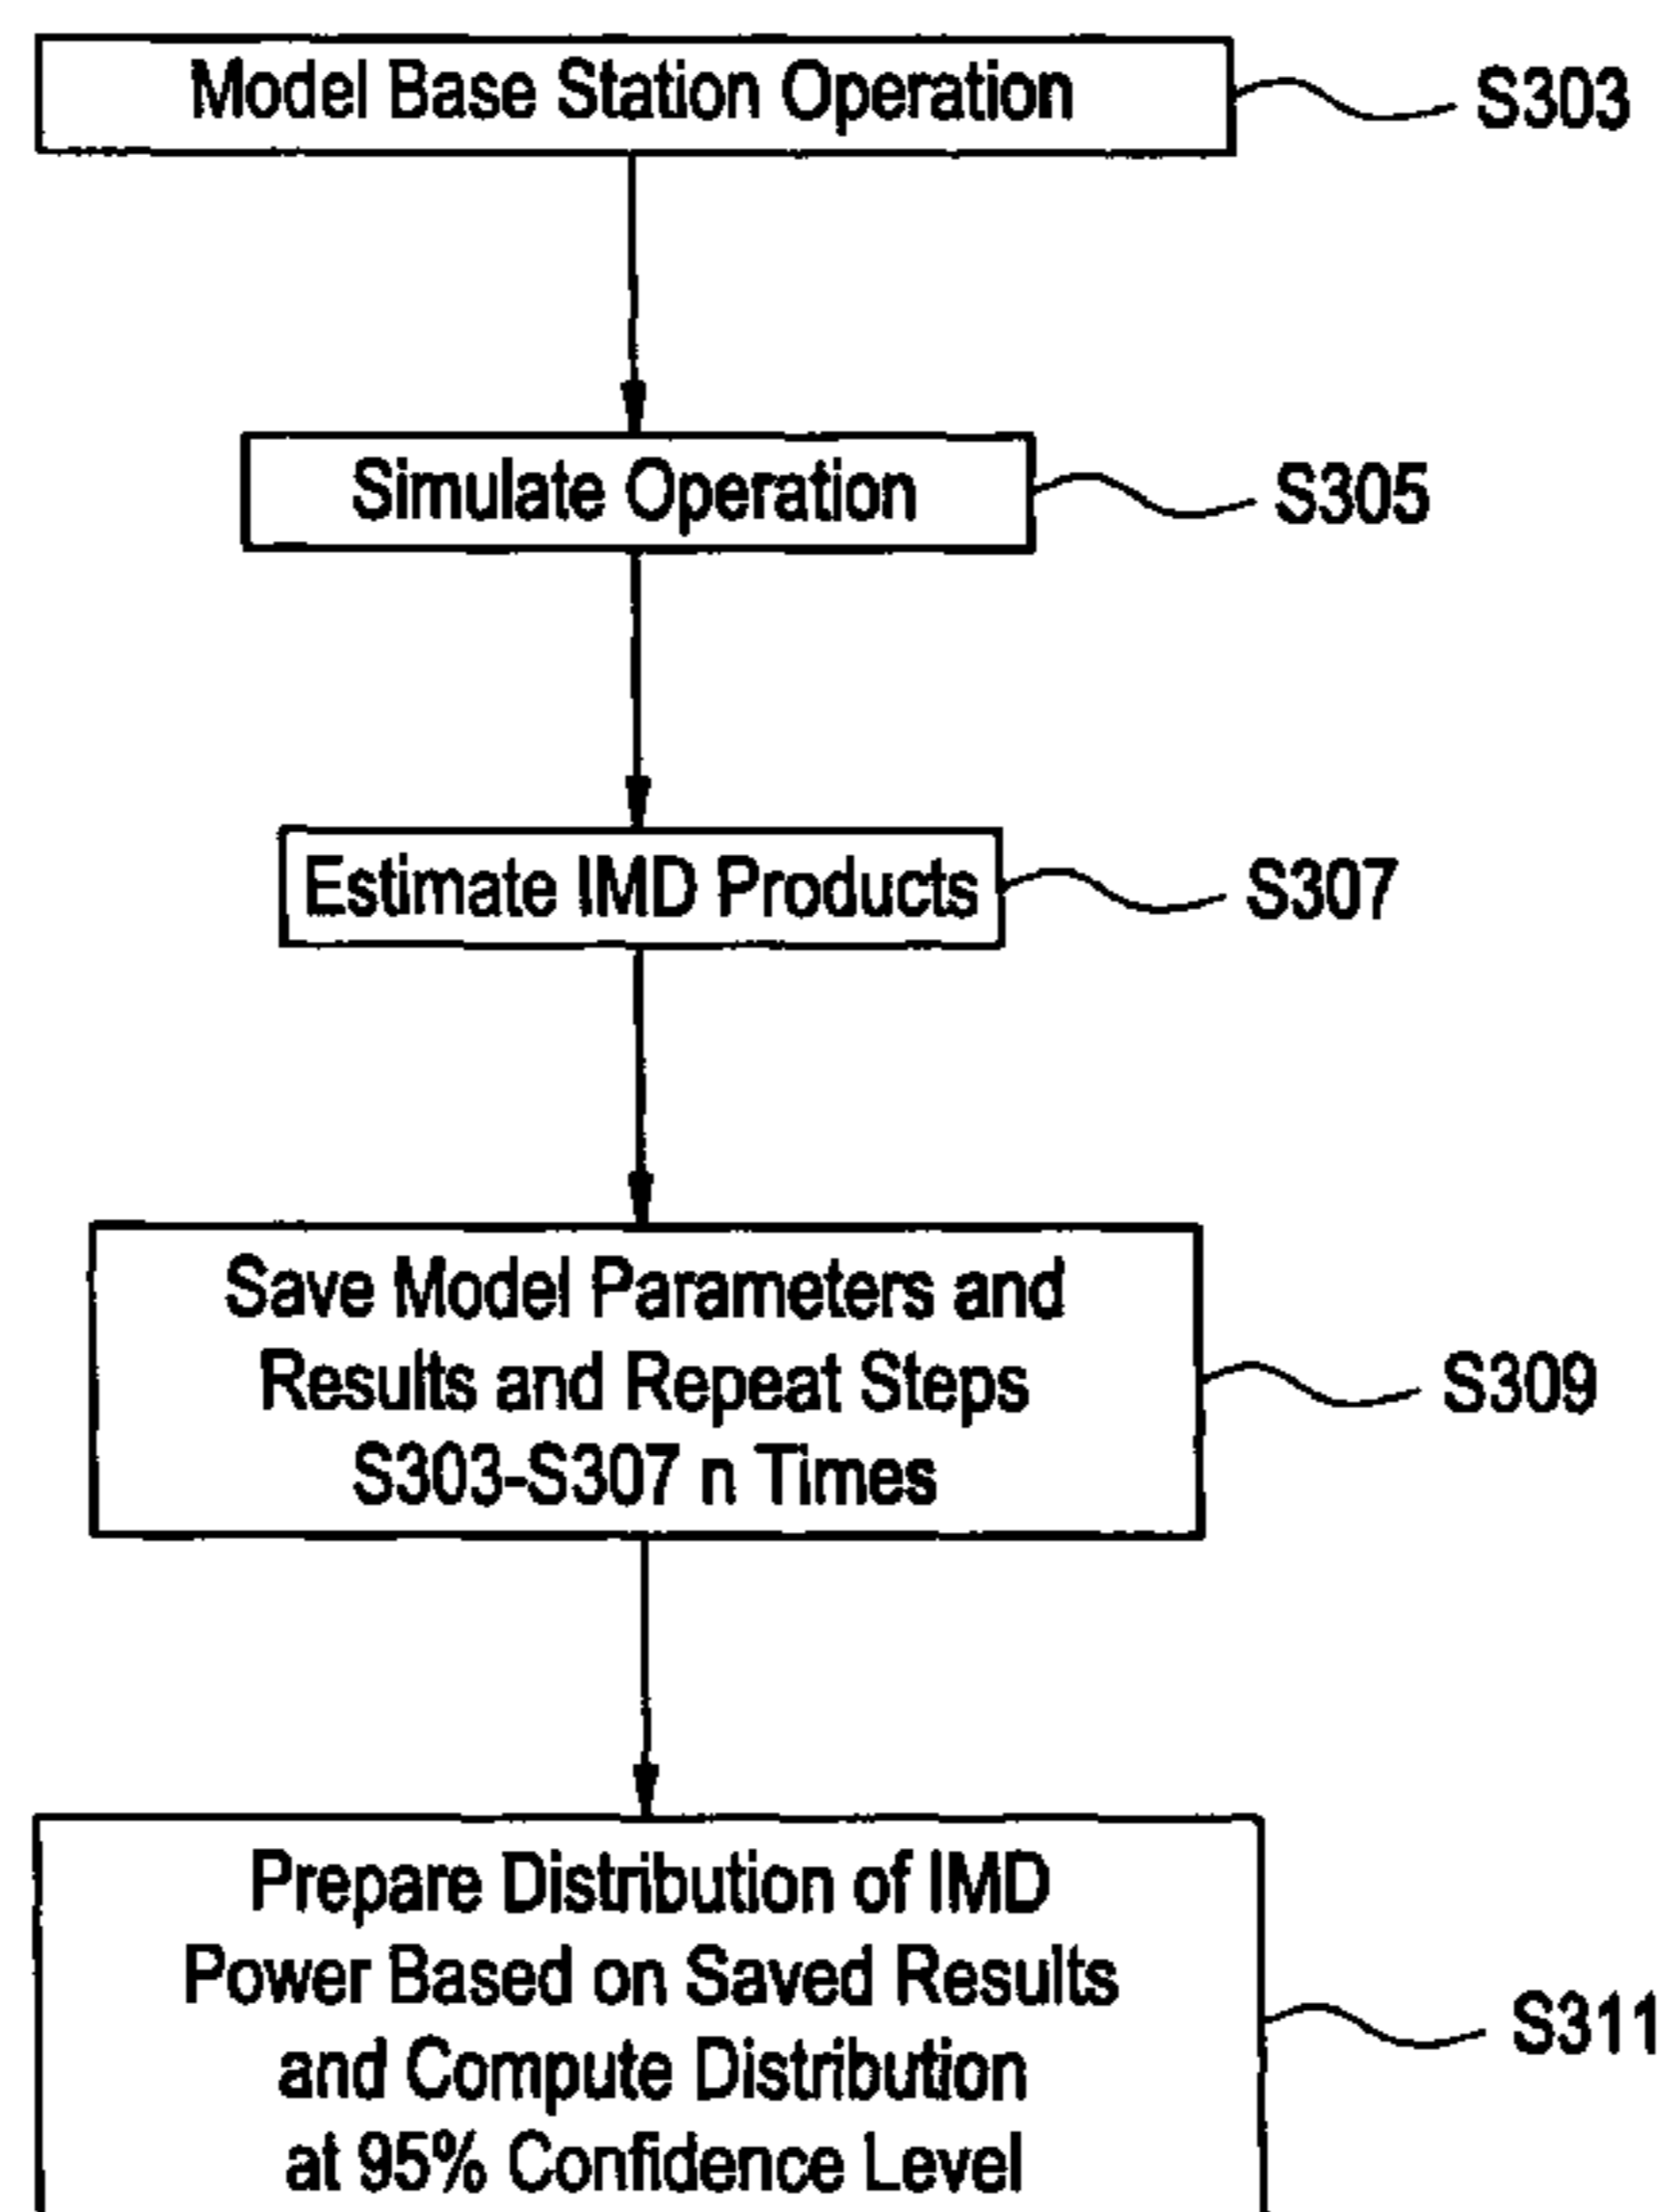 Model Base Station Operation
S303
Simulate Operation
S305
Estimate IMD Products
S307
Save Model Parameters and
Results and Repeat Steps
S303-S307 n Times
S309
Prepare Distribution of IMD
Power Based on Saved Results
and Compute Distribution
at 95% Confidence Level
S311